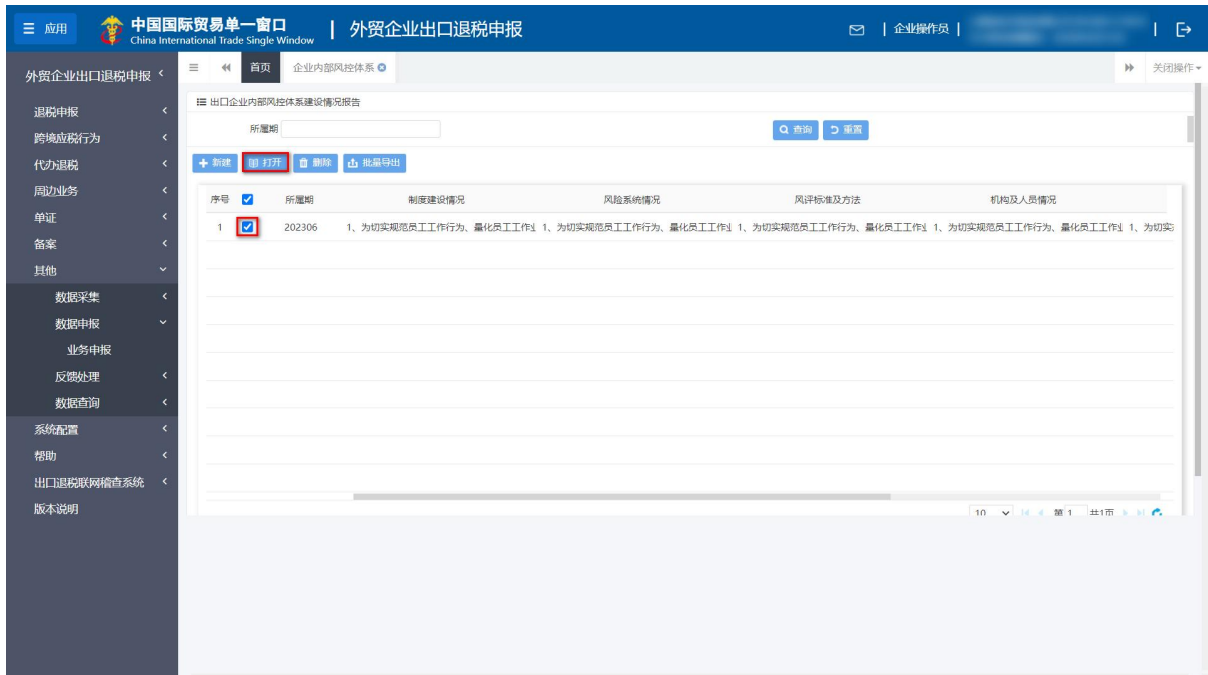 应用
中国国际贸易单一窗口
China International Trade Single Window
外贸企业出口退税申报
企业操作员
外贸企业出口退税申报
首页
企业内部风控体系
关闭操作
退税申报
跨境应税行为
代办退税
周边业务
单证
备案
其他
数据采集
数据申报
业务申报
反馈处理
数据查询
系统配置
帮助
出口退税联网稽查系统
版本说明
出口企业内部风控体系建设情况报告
所属期
查询 重置
新建 打开 删除 批量导出
序号 所属期 制度建设情况 风险系统情况 风评标准及方法 机构及人员情况
1 202306 1、为切实规范员工工作行为、量化员工工作 1、为切实规范员工工作行为、量化员工工作 1、为切实规范员工工作行为、量化员工工作 1、为切实规范员工工作行为、量化员工工作 1、为切实
10 第 1 共1页